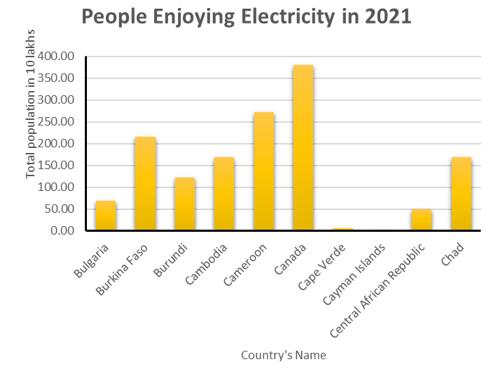 People Enjoying Electricity in 2021
Total population in 10 lakhs
400.00
350.00
300.00
250.00
200.00
150.00
100.00
50.00
0.00
Bulgaria
Burkina Faso
Burundi
Cambodia
Cameroon
Canada
Cape Verde
Cayman Islands
Central African Republic
Chad
Country's Name